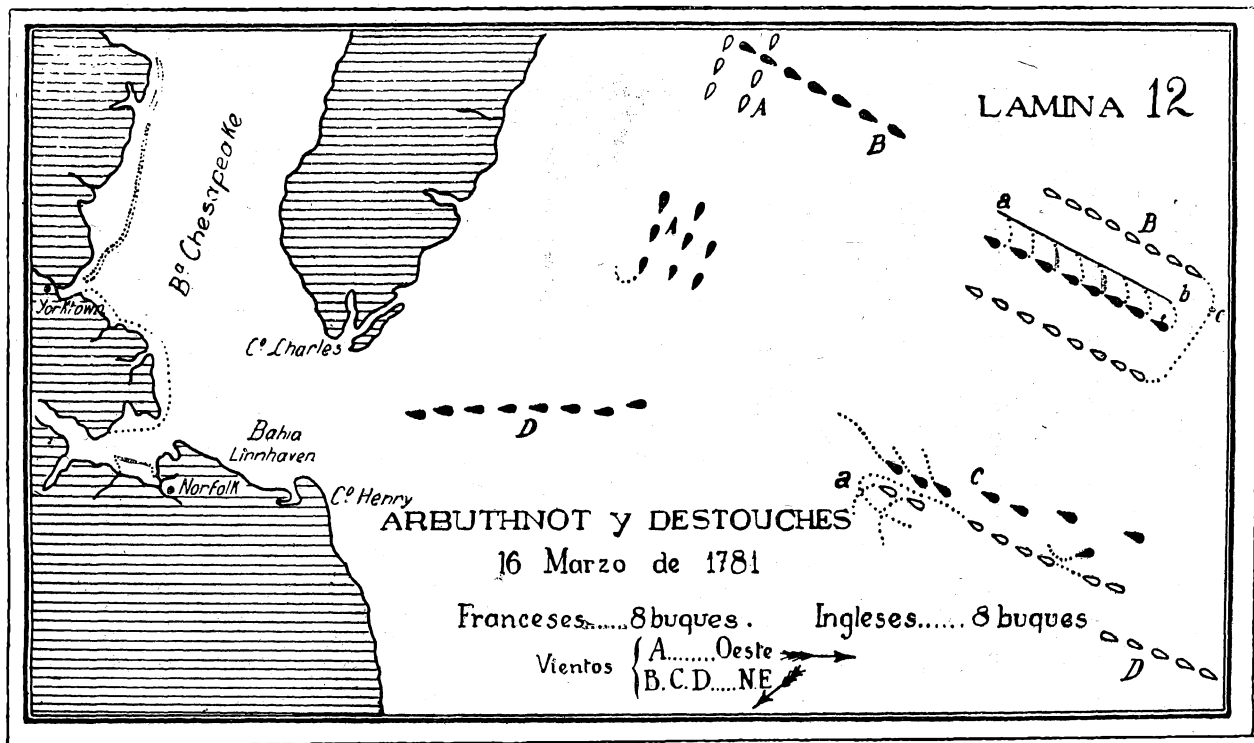 LAMINA 12
A
B
Bª Chesapeake
A
a
B
b
c
Yorktown
Cº Charles
D
Bahia
Linnhaven
Norfolk
Cº Henry
a
C
ARBUTHNOT y DESTOUCHES
16 Marzo de 1781
Franceses......8 buques. Ingleses...... 8 buques
Vientos { A........Oeste
B.C.D.....N.E
D